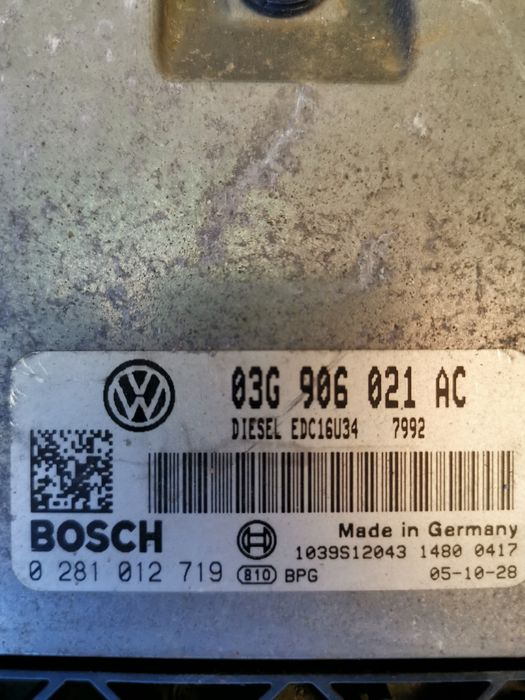 03G 906 021 AC
DIESEL EDC16U34 7992
BOSCH
Made in Germany
1039S12043 1480 0417
0 281 012 719 810 BPG 05-10-28